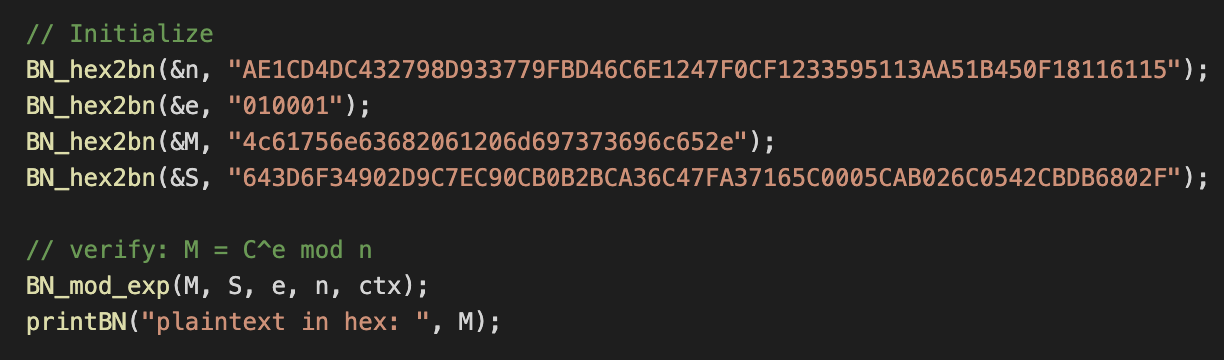 // Initialize
BN_hex2bn(&n, "AE1CD4DC432798D933779FBD46C6E1247F0CF1233595113AA51B450F18116115");
BN_hex2bn(&e, "010001");
BN_hex2bn(&M, "4c61756e63682061206d697373696c652e");
BN_hex2bn(&S, "643D6F34902D9C7EC90CB0B2BCA36C47FA37165C0005CAB026C0542CBDB6802F");
// verify: M = C^e mod n
BN_mod_exp(M, S, e, n, ctx);
printBN("plaintext in hex: ", M);